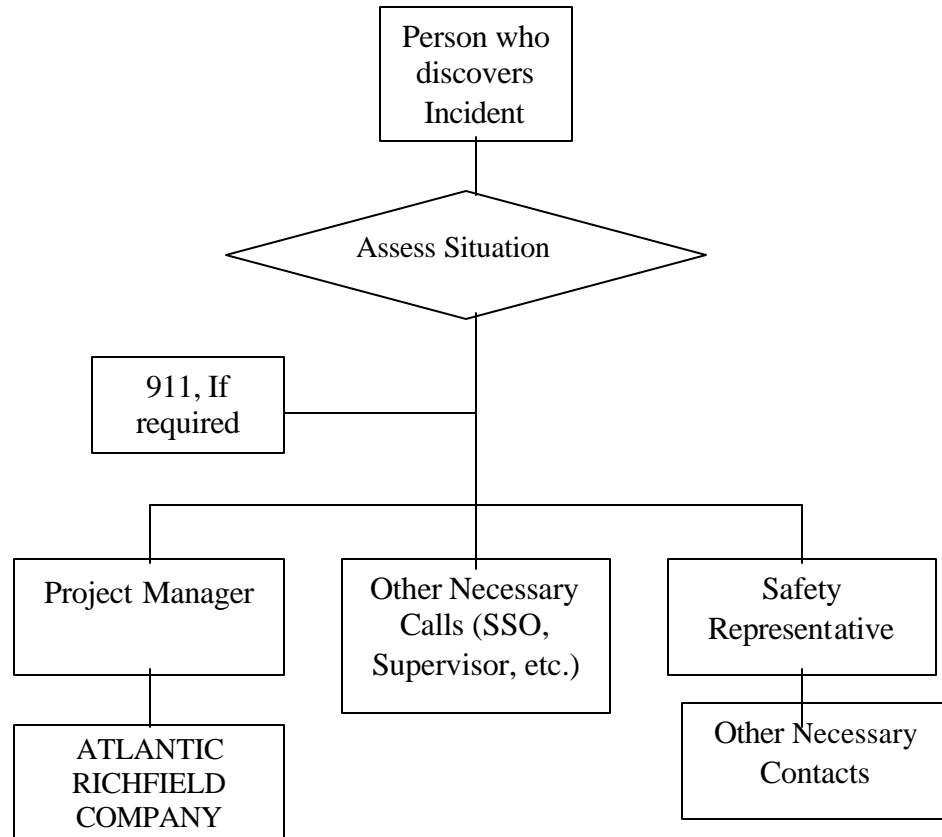 Person who
discovers
Incident
Assess Situation
911, If
required
Project Manager
Other Necessary
Calls (SSO,
Supervisor, etc.)
Safety
Representative
ATLANTIC
RICHFIELD
COMPANY
Other Necessary
Contacts